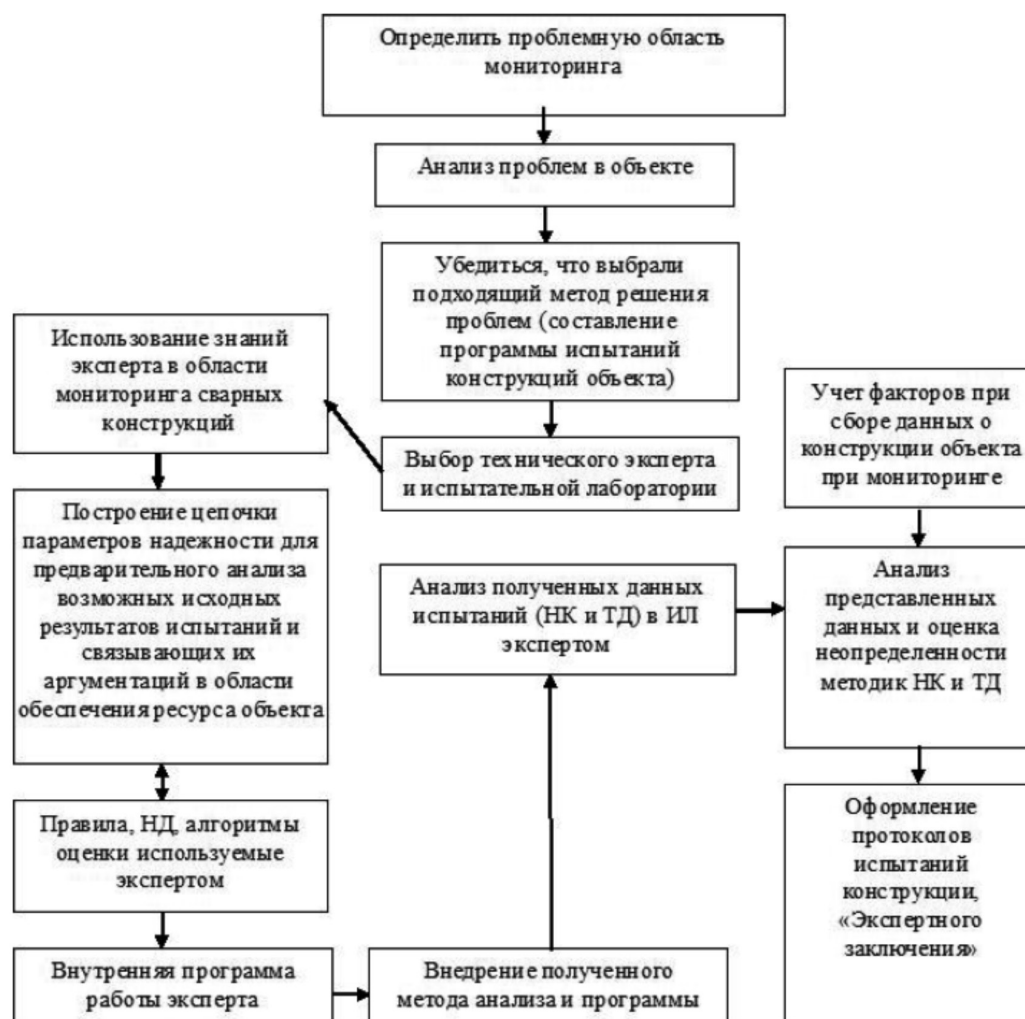 Определить проблемную область
мониторинга
Анализ проблем в объекте
Убедиться, что выбрали
подходящий метод решения
проблем (составление
программы испытаний
конструкций объекта)
Выбор технического эксперта
и испытательной лаборатории
Использование знаний
эксперта в области
мониторинга сварных
конструкций
Построение цепочки
параметров надежности для
предварительного анализа
возможных исходных
результатов испытаний и
связывающих их
аргументаций в области
обеспечения ресурса объекта
Правила, НД, алгоритмы
оценки используемые
экспертом
Внутренняя программа
работы эксперта
Внедрение полученного
метода анализа и программы
Анализ полученных данных
испытаний (НК и ТД) в ИЛ
экспертом
Учет факторов при
сборе данных о
конструкции объекта
при мониторинге
Анализ
представленных
данных и оценка
неопределенности
методик НК и ТД
Оформление
протоколов
испытаний
конструкции,
«Экспертного
заключения»